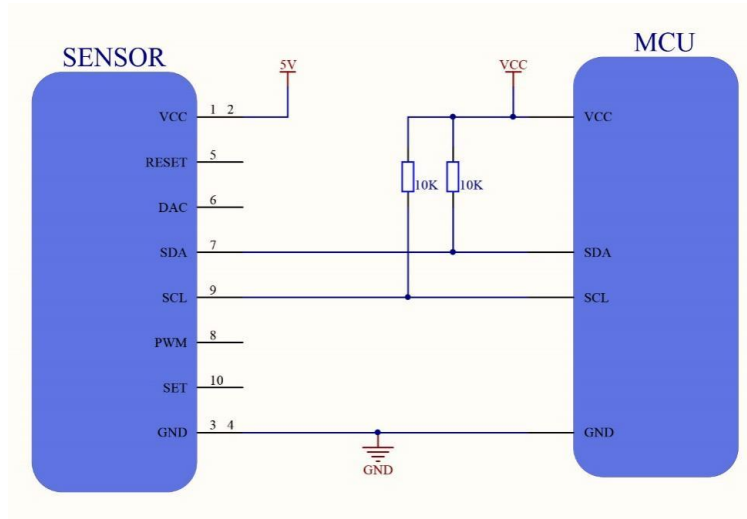 SENSOR
MCU
5V
VCC
VCC 1 2
VCC
RESET 5
10K
10K
DAC 6
SDA 7
SDA
SCL 9
SCL
PWM 8
SET 10
GND 3 4
GND
GND